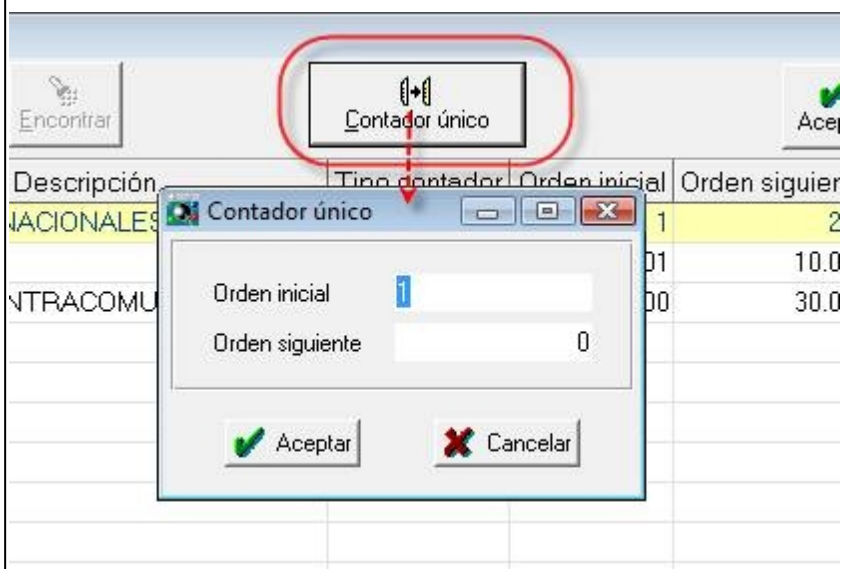 Encontrar
Contador único
Acep
Descripción Tipo contador Orden inicial Orden siguien
NACIONALES 1 2
01 10.0
NTRACOMU 00 30.0
Contador único
Orden inicial 1
Orden siguiente 0
Aceptar Cancelar